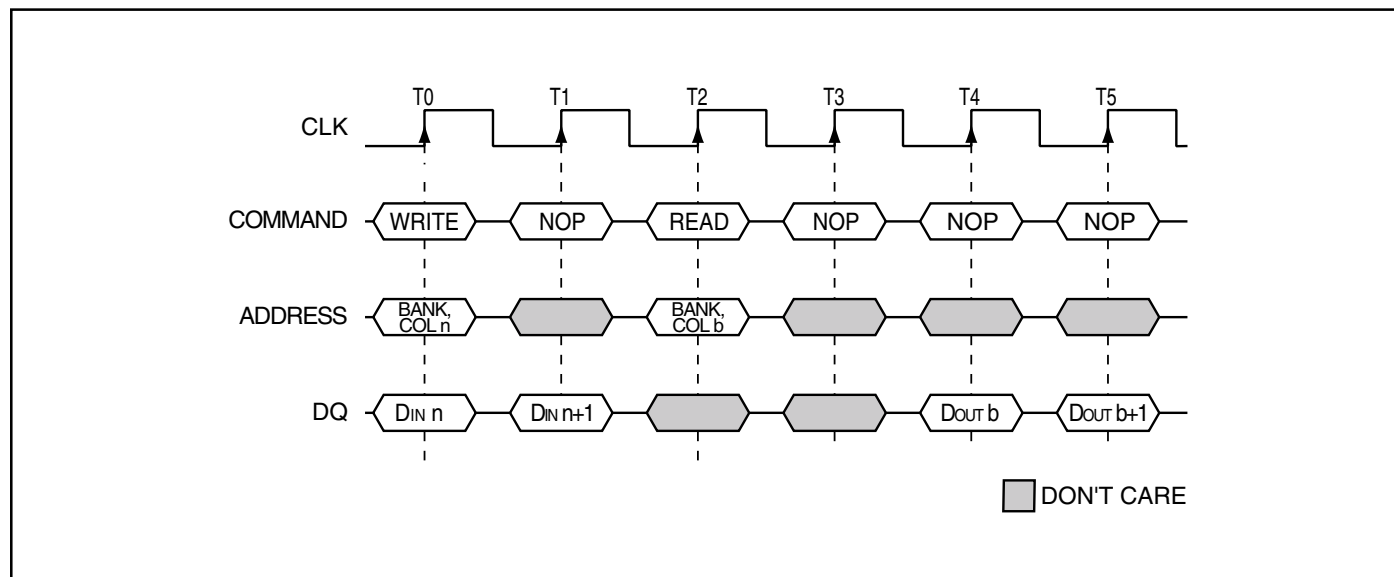 T0 T1 T2 T3 T4 T5
CLK
COMMAND WRITE NOP READ NOP NOP NOP
ADDRESS BANK, COL n BANK, COL b
DQ DIN n DIN n+1 DOUT b DOUT b+1
DON'T CARE